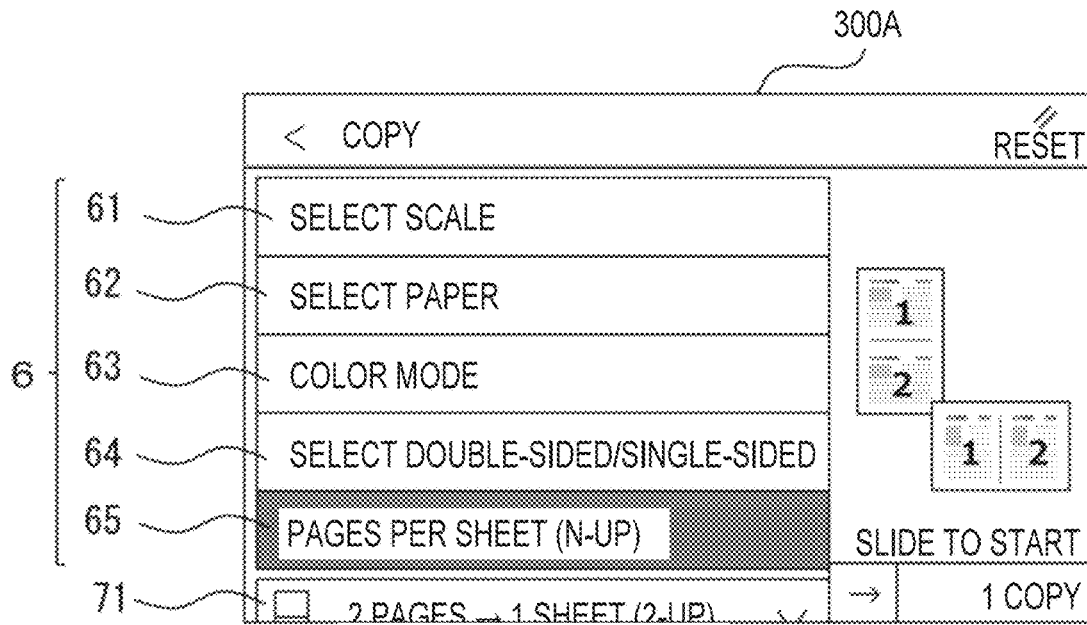 300A
< COPY
RESET
61 SELECT SCALE
62 SELECT PAPER
6 63 COLOR MODE
64 SELECT DOUBLE-SIDED/SINGLE-SIDED
65 PAGES PER SHEET (N-UP)
71 2 PAGES → 1 SHEET (2-UP)
1
2
1 2
SLIDE TO START
→ 1 COPY